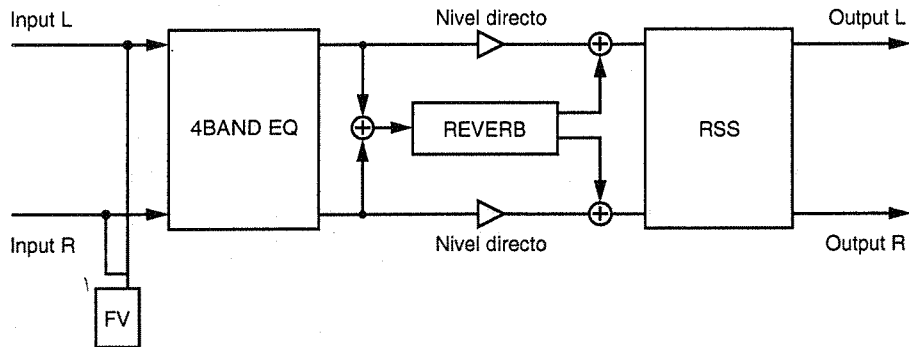 Input L
Nivel directo
Output L
4BAND EQ
REVERB
RSS
Input R
Nivel directo
Output R
FV